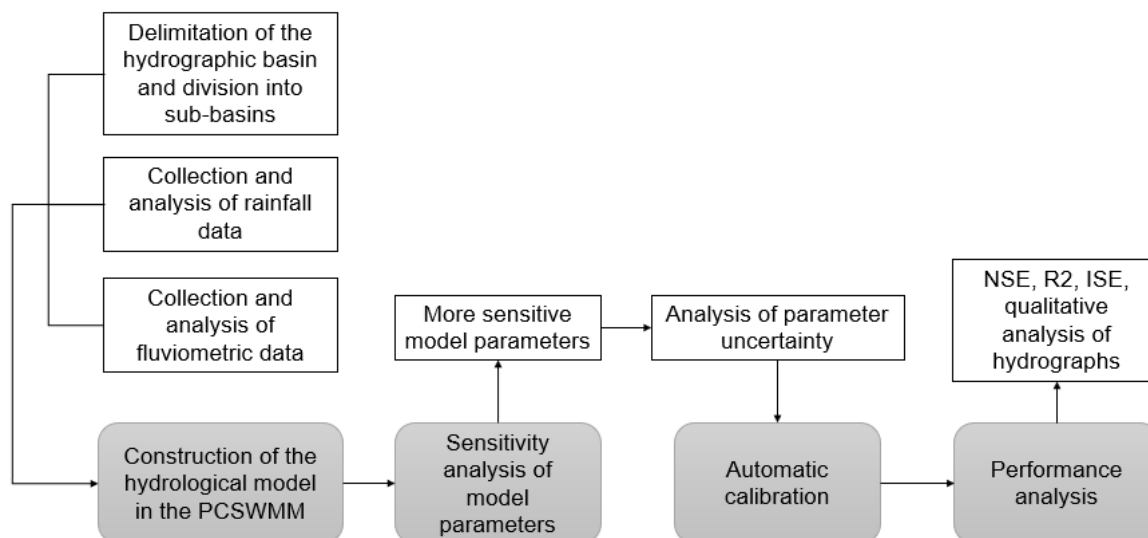 Delimitation of the
hydrographic basin
and division into
sub-basins
Collection and
analysis of rainfall
data
Collection and
analysis of
fluviometric data
More sensitive
model parameters
Analysis of parameter
uncertainty
NSE, R2, ISE,
qualitative
analysis of
hydrographs
Construction of the
hydrological model
in the PCSWMM
Sensitivity
analysis of
model
parameters
Automatic
calibration
Performance
analysis